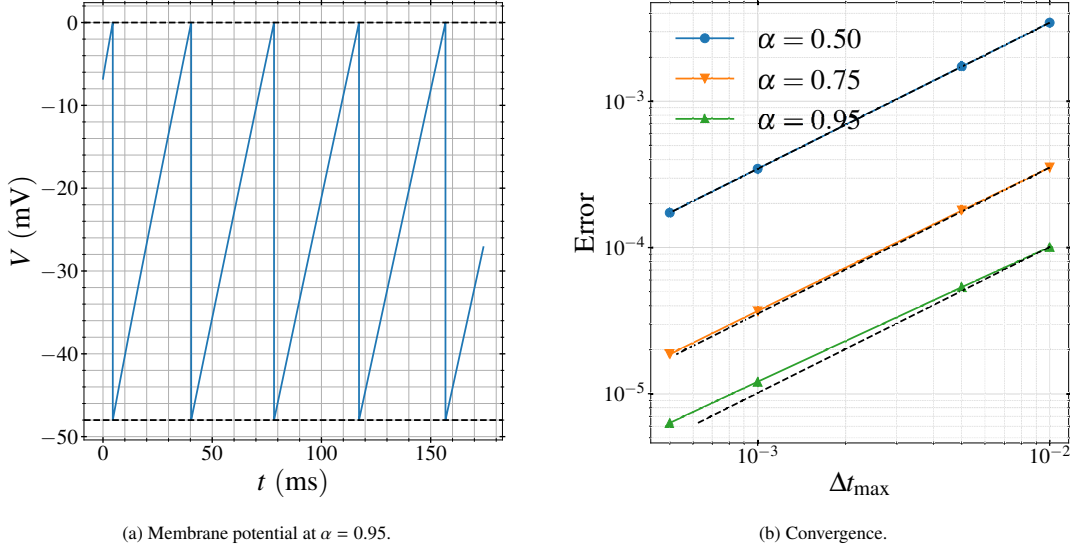 0
−10
−20
−30
−40
−50
V (mV)
0
50
100
150
t (ms)
(a) Membrane potential at α = 0.95.
α = 0.50
α = 0.75
α = 0.95
10⁻³
10⁻⁴
10⁻⁵
Error
10⁻³
10⁻²
Δt_max
(b) Convergence.